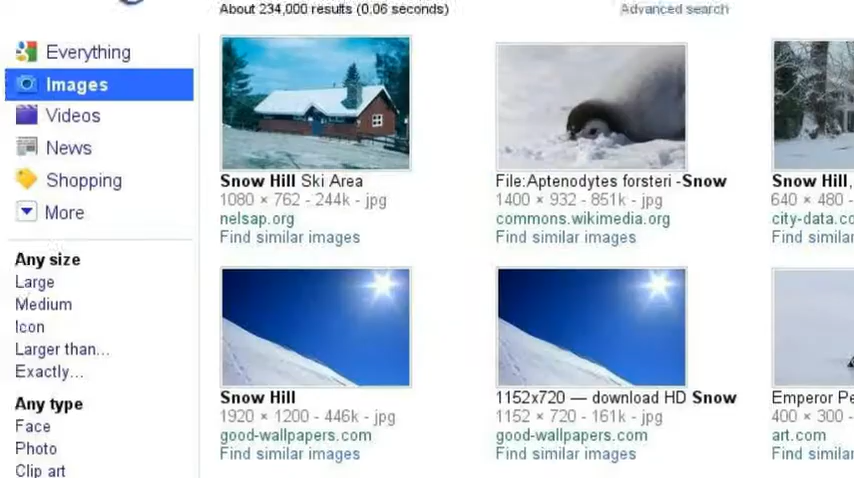 About 234,000 results (0.06 seconds)
Advanced search
Everything
Images
Videos
News
Shopping
More
Any size
Large
Medium
Icon
Larger than...
Exactly...
Any type
Face
Photo
Clip art
Snow Hill Ski Area
1080 × 762 - 244k - jpg
nelsap.org
Find similar images
File:Aptenodytes forsteri -Snow
1400 × 932 - 851k - jpg
commons.wikimedia.org
Find similar images
Snow Hill,
640 × 480 -
city-data.co
Find similar
Snow Hill
1920 × 1200 - 446k - jpg
good-wallpapers.com
Find similar images
1152x720 — download HD Snow
1152 × 720 - 161k - jpg
good-wallpapers.com
Find similar images
Emperor Pe
400 × 300 -
art.com
Find similar